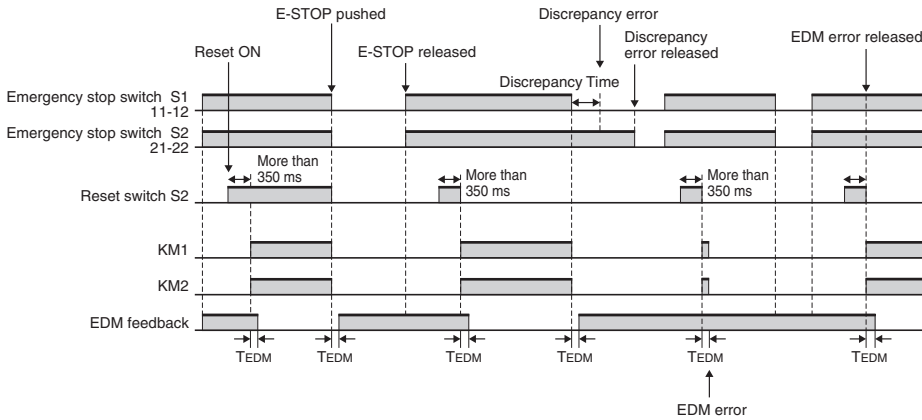 E-STOP pushed
Discrepancy error
Reset ON
E-STOP released
Discrepancy
error released
EDM error released
Discrepancy Time
Emergency stop switch S1
11-12
Emergency stop switch S2
21-22
More than
350 ms
More than
350 ms
More than
350 ms
Reset switch S2
KM1
KM2
EDM feedback
TEDM
TEDM
TEDM
TEDM
TEDM
TEDM
EDM error